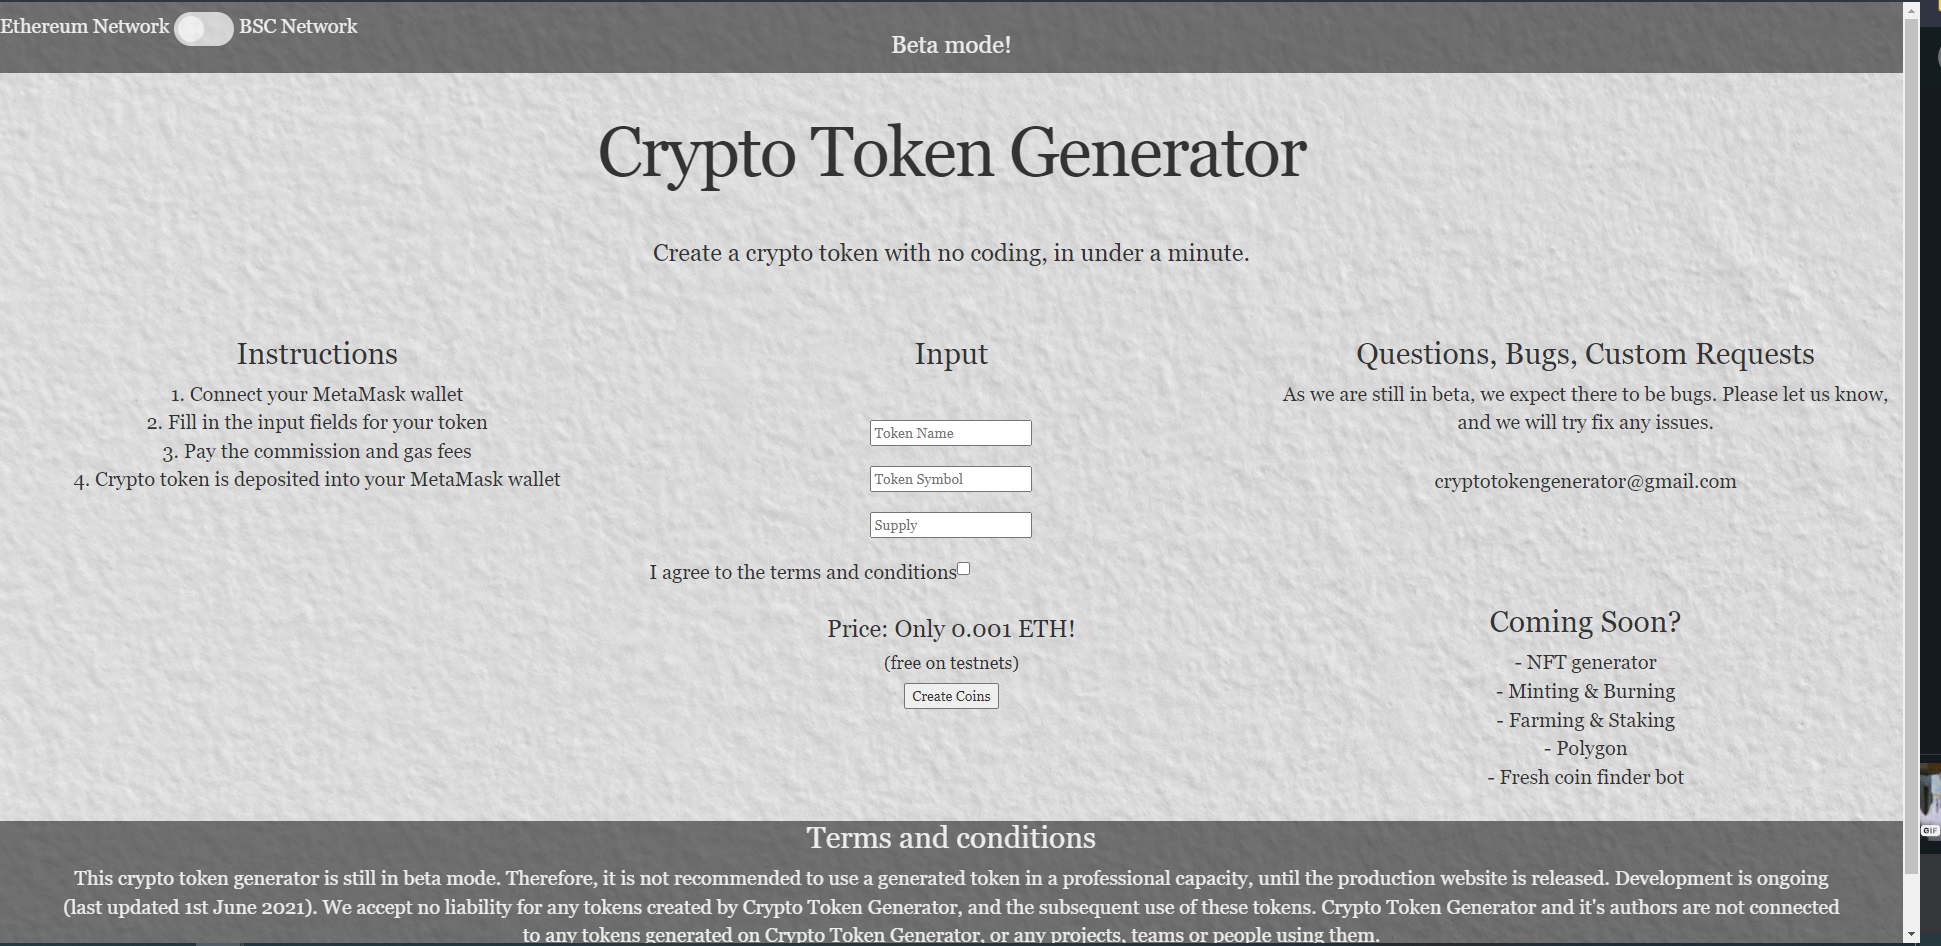 Ethereum Network BSC Network
Beta mode!
Crypto Token Generator
Create a crypto token with no coding, in under a minute.
Instructions
1. Connect your MetaMask wallet
2. Fill in the input fields for your token
3. Pay the commission and gas fees
4. Crypto token is deposited into your MetaMask wallet
Input
Token Name
Token Symbol
Supply
I agree to the terms and conditions
Price: Only 0.001 ETH!
(free on testnets)
Create Coins
Questions, Bugs, Custom Requests
As we are still in beta, we expect there to be bugs. Please let us know,
and we will try fix any issues.
cryptotokengenerator@gmail.com
Coming Soon?
- NFT generator
- Minting & Burning
- Farming & Staking
- Polygon
- Fresh coin finder bot
GIF
Terms and conditions
This crypto token generator is still in beta mode. Therefore, it is not recommended to use a generated token in a professional capacity, until the production website is released. Development is ongoing
(last updated 1st June 2021). We accept no liability for any tokens created by Crypto Token Generator, and the subsequent use of these tokens. Crypto Token Generator and it's authors are not connected
to any tokens generated on Crypto Token Generator, or any projects, teams or people using them.